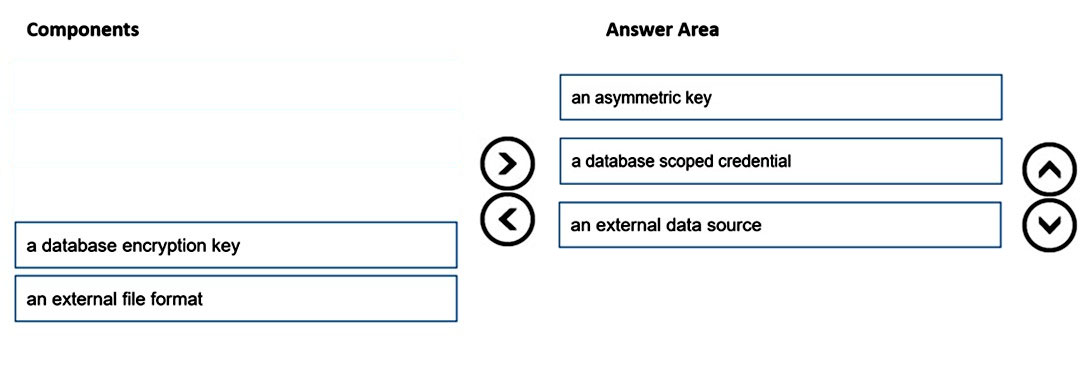 Components
Answer Area
an asymmetric key
a database scoped credential
an external data source
a database encryption key
an external file format